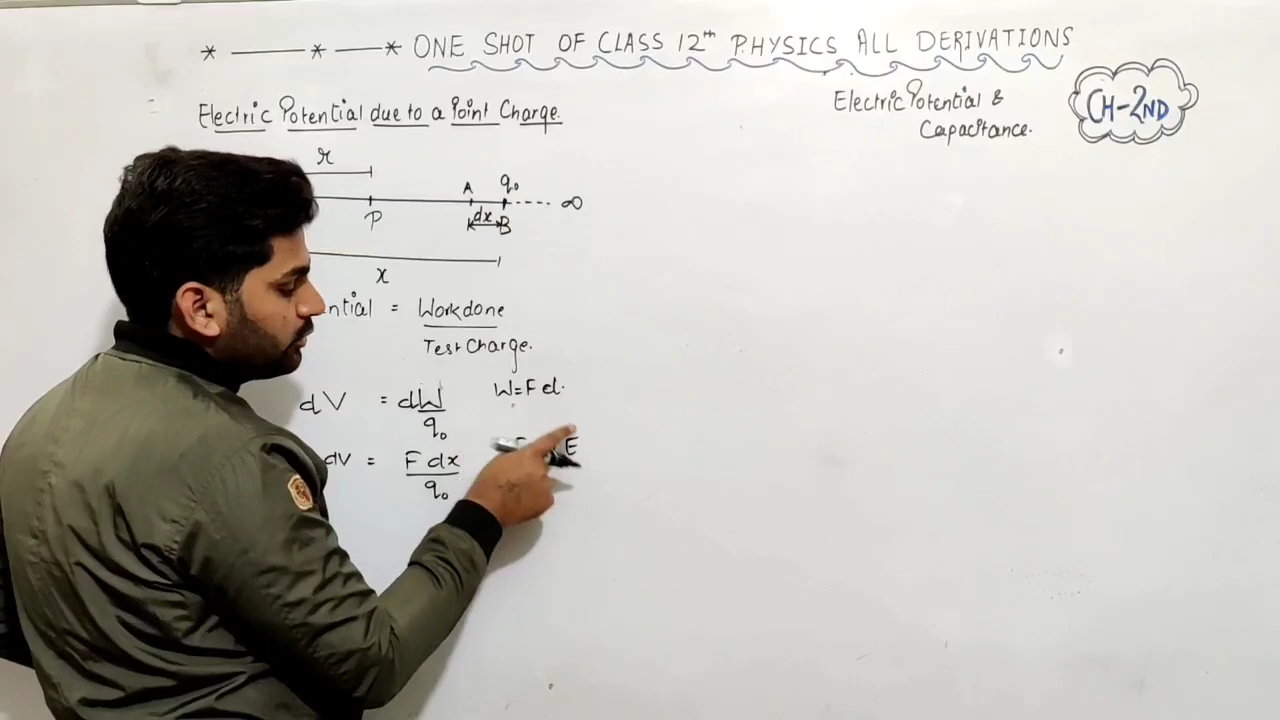 * ——— * —— * ONE SHOT OF CLASS 12th PHYSICS ALL DERIVATIONS
Electric Potential &
Capacitance.
CH-2ND
Electric Potential due to a Point Charge.
r
A q₀
P dx B ∞
x
ntial = Workdone
Test Charge.
dV = dW
q₀
W=Fd.
dV = F dx
q₀
E